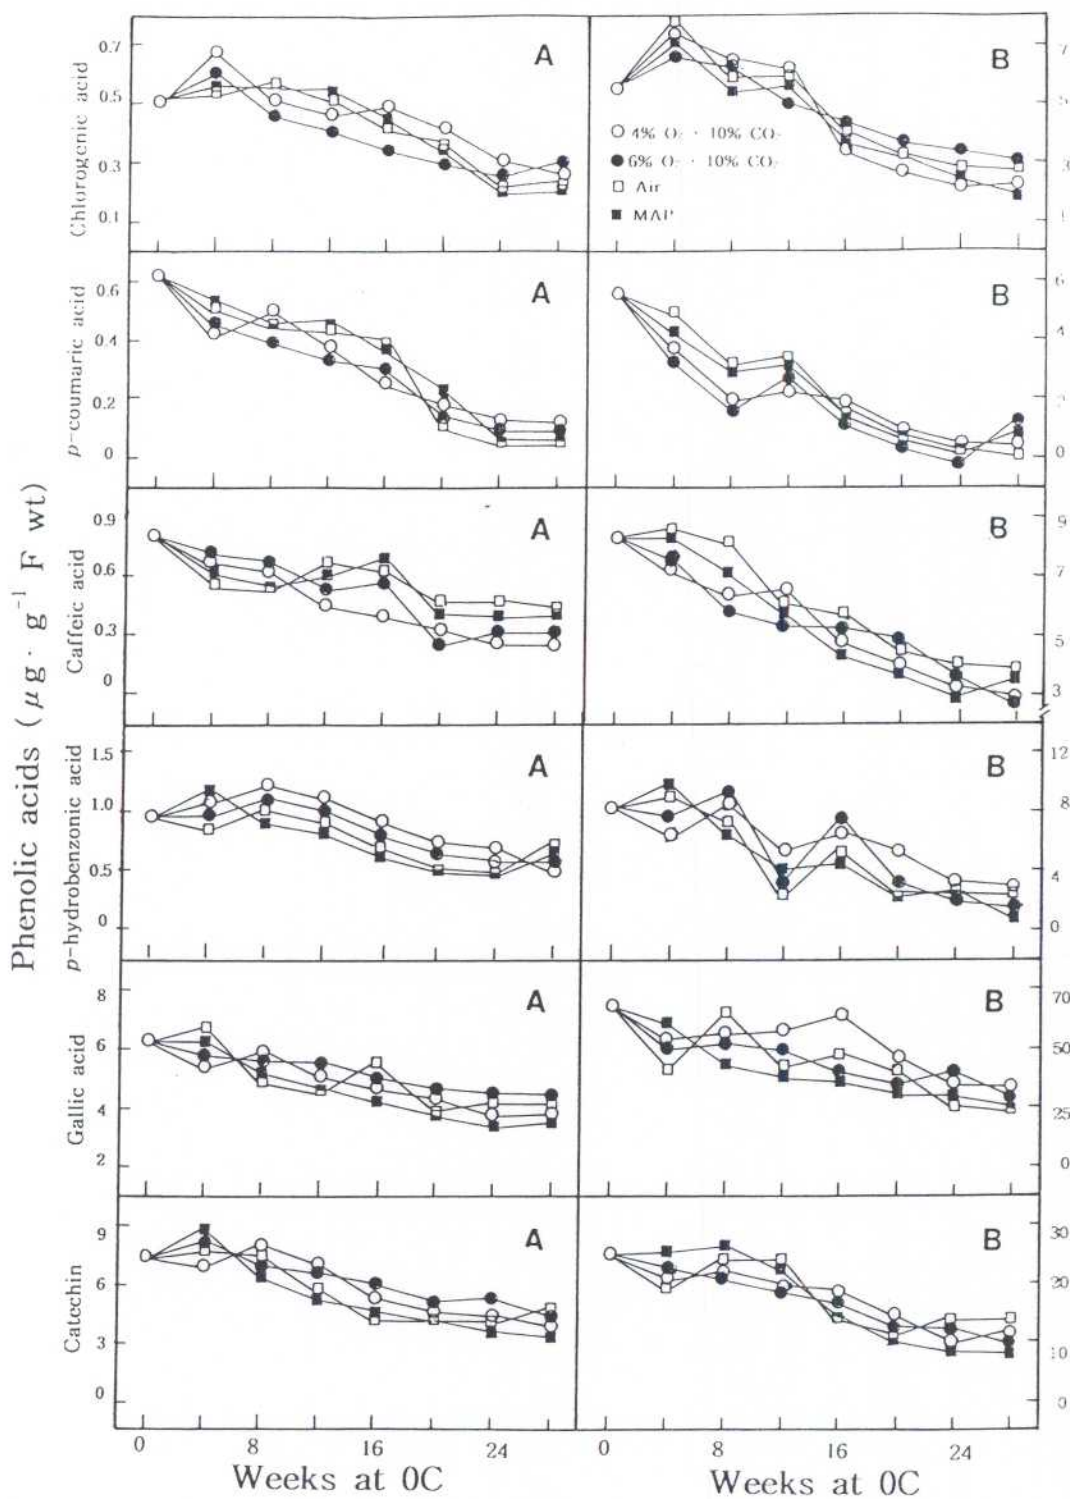 Phenolic acids (μg· g⁻¹ F wt)
Chlorogenic acid
0.7
0.5
0.3
0.1
A
B
○ 4% O₂ · 10% CO₂
● 6% O₂ · 10% CO₂
□ Air
■ MAP
7
5
3
1
p-coumaric acid
0.6
0.4
0.2
0
A
B
6
4
2
0
Caffeic acid
0.9
0.6
0.3
0
A
B
9
7
5
3
p-hydrobenzonic acid
1.5
1.0
0.5
0
A
B
12
8
4
0
Gallic acid
8
6
4
2
A
B
70
50
25
0
Catechin
9
6
3
0
A
B
30
20
10
0
0 8 16 24
0 8 16 24
Weeks at 0C
Weeks at 0C